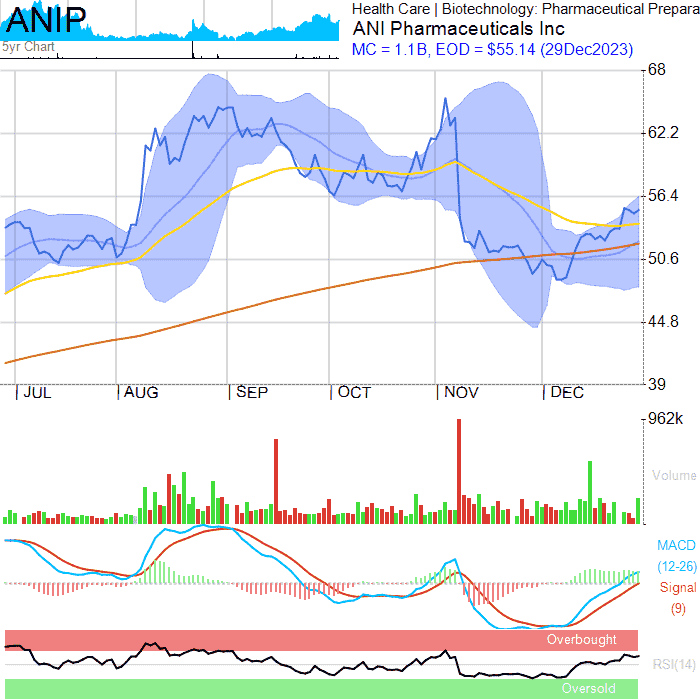 ANIP
5yr Chart
Health Care | Biotechnology: Pharmaceutical Prepara
ANI Pharmaceuticals Inc
MC = 1.1B, EOD = $55.14 (29Dec2023)
68
62.2
56.4
50.6
44.8
39
JUL AUG SEP OCT NOV DEC
962k
Volume
MACD
(12-26)
Signal
(9)
Overbought
RSI(14)
Oversold